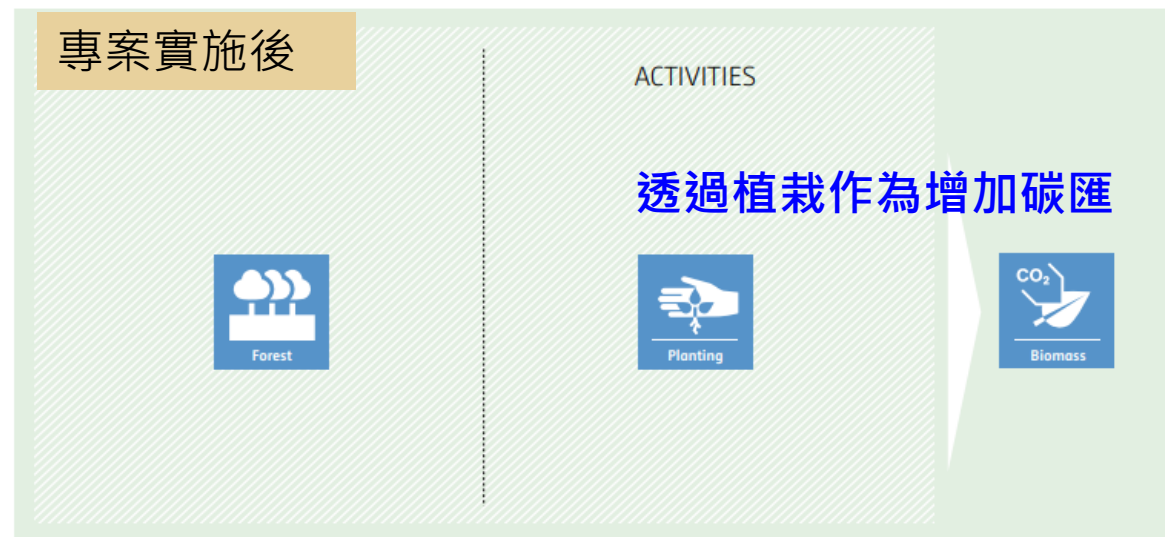 專案實施後
ACTIVITIES
透過植栽作為增加碳匯
Forest
Planting
CO₂
Biomass